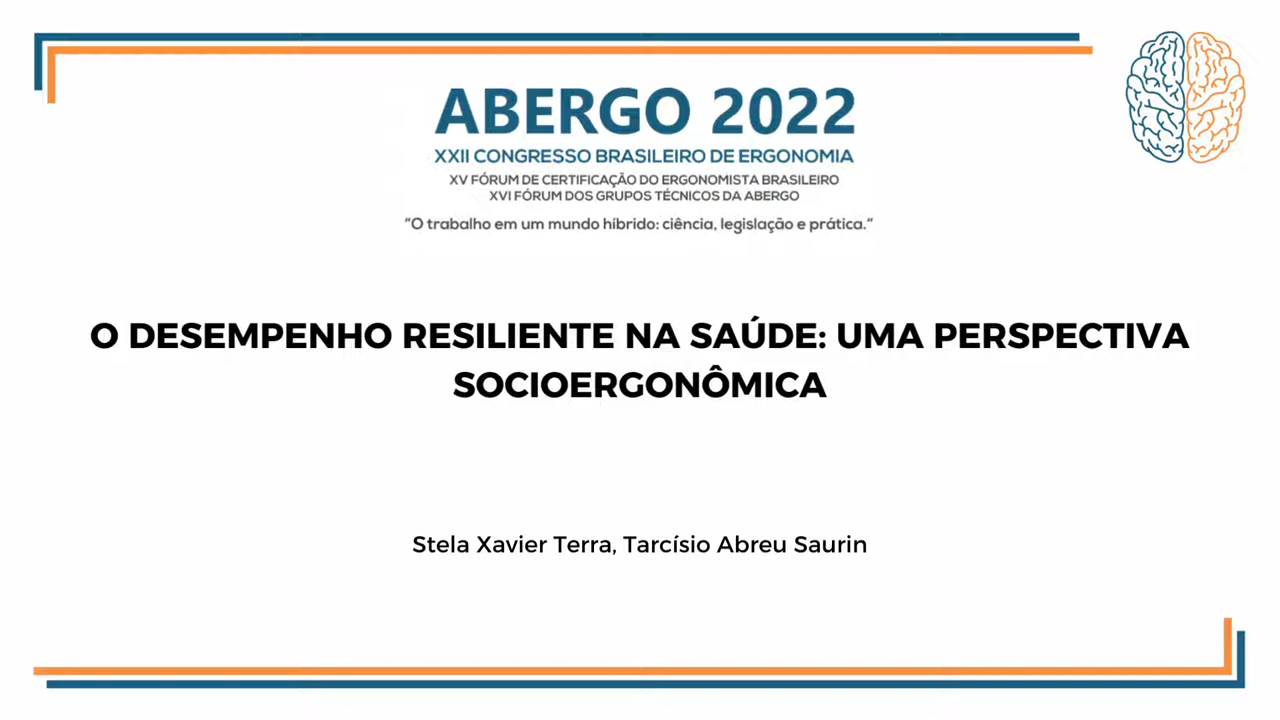 ABERGO 2022
XXII CONGRESSO BRASILEIRO DE ERGONOMIA
XV FÓRUM DE CERTIFICAÇÃO DO ERGONOMISTA BRASILEIRO
XVI FÓRUM DOS GRUPOS TÉCNICOS DA ABERGO
"O trabalho em um mundo híbrido: ciência, legislação e prática."
O DESEMPENHO RESILIENTE NA SAÚDE: UMA PERSPECTIVA
SOCIOERGONÔMICA
Stela Xavier Terra, Tarcísio Abreu Saurin